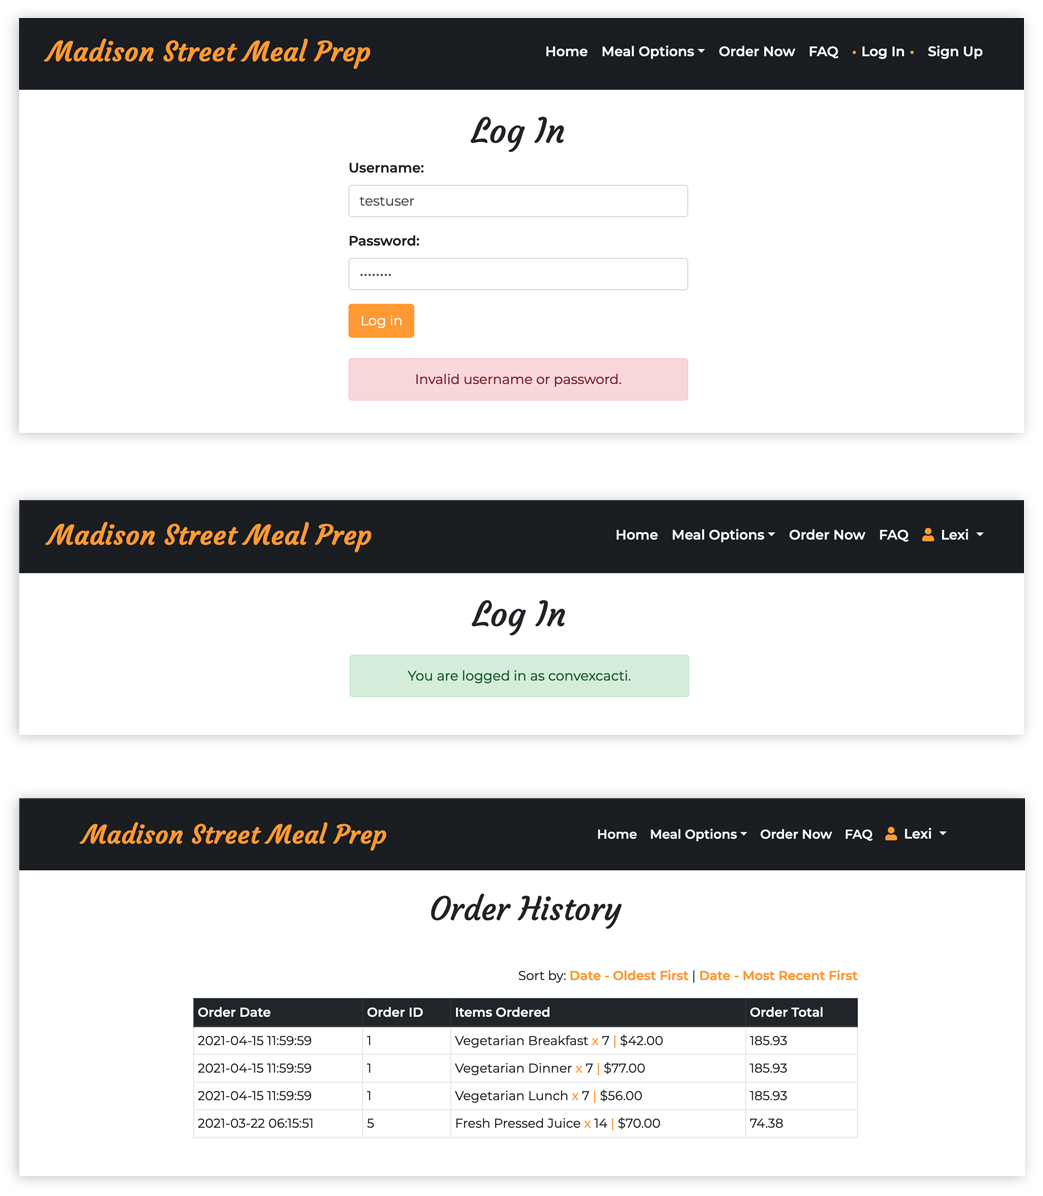 Madison Street Meal Prep Home Meal Options Order Now FAQ • Log In • Sign Up
Log In
Username:
testuser
Password:
••••••••
Log in
Invalid username or password.
Madison Street Meal Prep Home Meal Options Order Now FAQ Lexi
Log In
You are logged in as convexcacti.
Madison Street Meal Prep Home Meal Options Order Now FAQ Lexi
Order History
Sort by: Date - Oldest First | Date - Most Recent First
Order Date Order ID Items Ordered Order Total
2021-04-15 11:59:59 1 Vegetarian Breakfast x 7 | $42.00 185.93
2021-04-15 11:59:59 1 Vegetarian Dinner x 7 | $77.00 185.93
2021-04-15 11:59:59 1 Vegetarian Lunch x 7 | $56.00 185.93
2021-03-22 06:15:51 5 Fresh Pressed Juice x 14 | $70.00 74.38